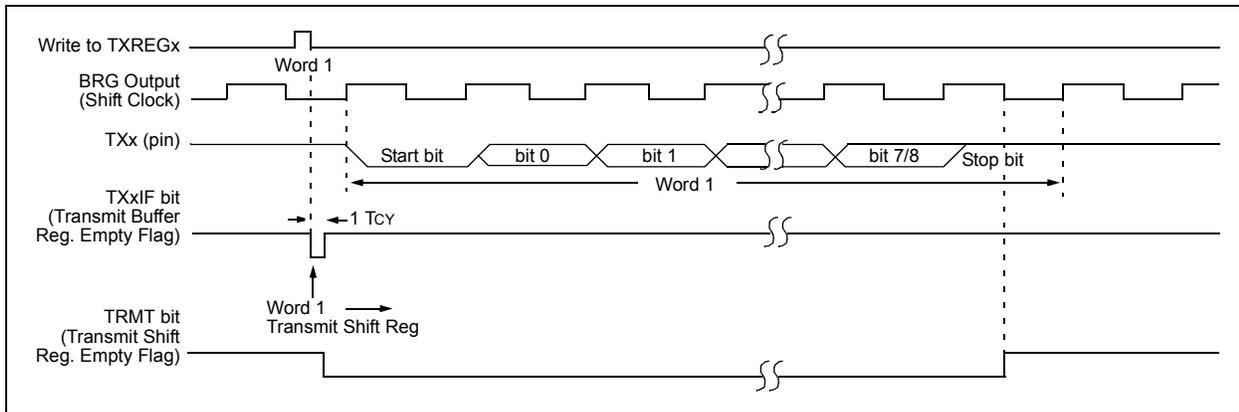 Write to TXREGx
Word 1
BRG Output
(Shift Clock)
TXx (pin)
Start bit
bit 0
bit 1
bit 7/8
Stop bit
Word 1
TXxIF bit
(Transmit Buffer
Reg. Empty Flag)
1 TCY
Word 1
Transmit Shift Reg
TRMT bit
(Transmit Shift
Reg. Empty Flag)